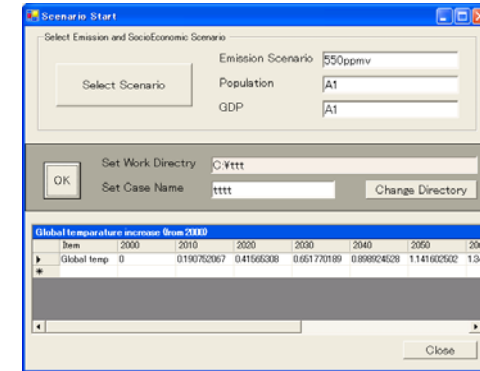 Scenario Start
Select Emission and SocioEconomic Scenario
Select Scenario
Emission Scenario 550ppmv
Population A1
GDP A1
OK
Set Work Directry C:¥ttt
Set Case Name tttt
Change Directory
Global temparature increase (from 2000)
Item 2000 2010 2020 2030 2040 2050
Global temp 0 0.190752067 0.41565308 0.651770189 0.898924528 1.141602502
Close